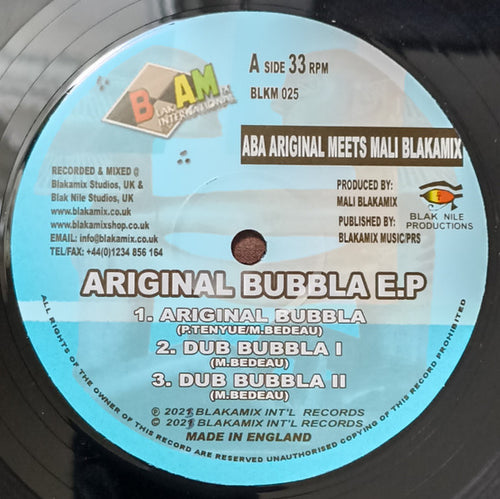 A SIDE 33 RPM
BLKM 025
BLAKAMIX
INTERNATIONAL
ABA ARIGINAL MEETS MALI BLAKAMIX
RECORDED & MIXED @
Blakamix Studios, UK &
Blak Nile Studios, UK
www.blakamix.co.uk
www.blakamixshop.co.uk
EMAIL: info@blakamix.co.uk
TEL/FAX: +44(0)1234 856 164
PRODUCED BY:
MALI BLAKAMIX
PUBLISHED BY:
BLAKAMIX MUSIC/PRS
BLAK NILE
PRODUCTIONS
ARIGINAL BUBBLA E.P
1. ARIGINAL BUBBLA
(P.TENYUE/M.BEDEAU)
2. DUB BUBBLA I
(M.BEDEAU)
3. DUB BUBBLA II
(M.BEDEAU)
℗ 2021 BLAKAMIX INT'L RECORDS
© 2021 BLAKAMIX INT'L RECORDS
MADE IN ENGLAND
ALL RIGHTS OF THE OWNER OF THIS RECORD ARE RESERVED UNAUTHORISED COPYING OF THIS RECORD PROHIBITED